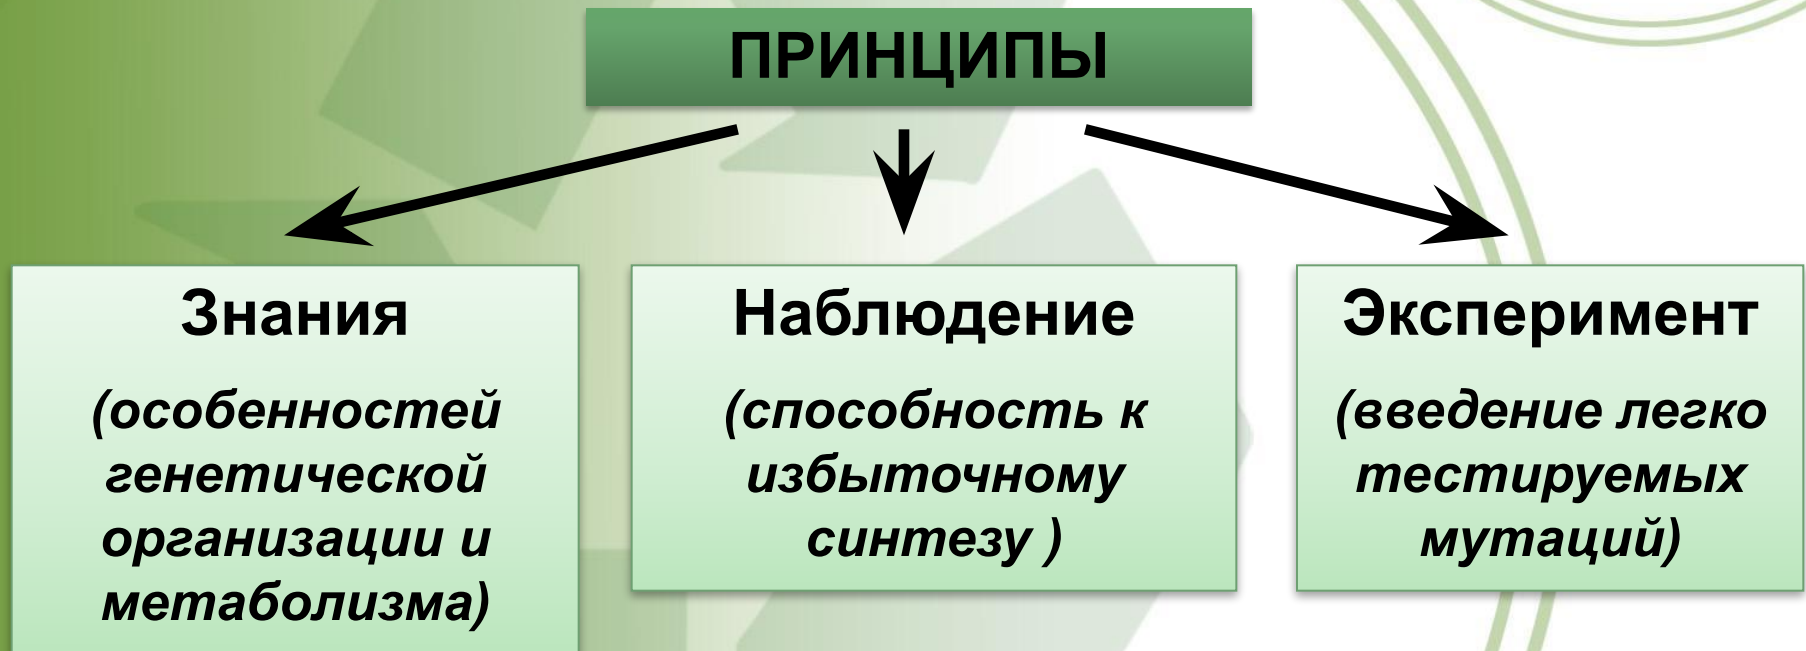 ПРИНЦИПЫ
Знания
(особенностей
генетической
организации и
метаболизма)
Наблюдение
(способность к
избыточному
синтезу )
Эксперимент
(введение легко
тестируемых
мутаций)